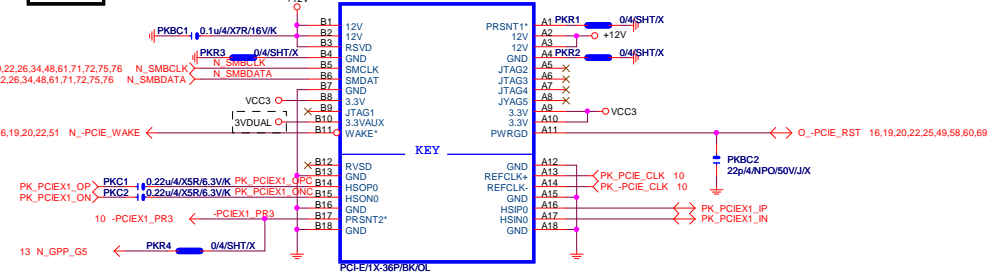 +12V
PKBC1 0.1u/4/X7R/16V/K
B1 12V PRSNT1* A1 PKR1 0/4/SHT/X
B2 12V 12V A2 +12V
B3 RSVD 12V A3
PKR3 0/4/SHT/X B4 GND GND A4 PKR2 0/4/SHT/X
,22,26,34,48,61,71,72,75,76 N_SMBCLK N_SMBCLK B5 SMCLK JTAG2 A5
2,26,34,48,61,71,72,75,76 N_SMBDATA N_SMBDATA B6 SMDAT JTAG3 A6
B7 GND JTAG4 A7
VCC3 B8 3.3V JYAG5 A8
B9 JTAG1 3.3V A9 VCC3
3VDUAL B10 3.3VAUX 3.3V A10
6,19,20,22,51 N_-PCIE_WAKE B11 WAKE* PWRGD A11 O_-PCIE_RST 16,19,20,22,25,49,58,60,69
KEY
PKBC2
22p/4/NPO/50V/J/X
B12 RVSD GND A12
B13 GND REFCLK+ A13 PK_PCIE_CLK 10
PK_PCIEX1_OP PKC1 0.22u/4/X5R/6.3V/K PK_PCIEX1_OPC B14 HSOP0 REFCLK- A14 PK_-PCIE_CLK 10
PK_PCIEX1_ON PKC2 0.22u/4/X5R/6.3V/K PK_PCIEX1_ONC B15 HSON0 GND A15
B16 GND HSIP0 A16 PK_PCIEX1_IP
10 -PCIEX1_PR3 -PCIEX1_PR3 B17 PRSNT2* HSIN0 A17 PK_PCIEX1_IN
B18 GND GND A18
13 N_GPP_G5 PKR4 0/4/SHT/X
PCI-E/1X-36P/BK/OL